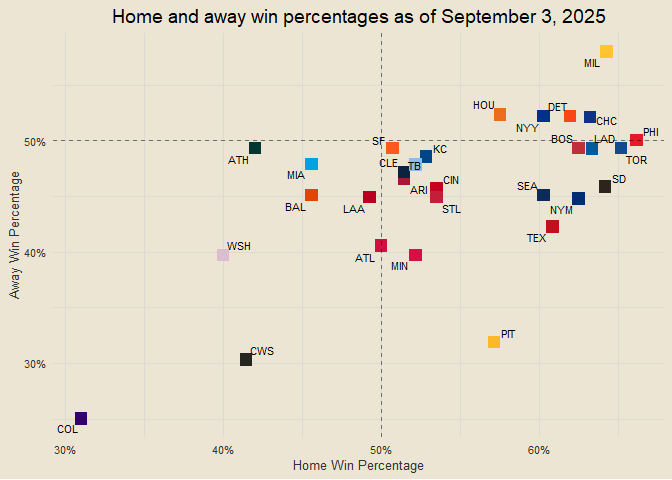 Home and away win percentages as of September 3, 2025
MIL
HOU
DET
NYY
CHC
PHI
50%
SF
BOS
LAD
KC
TOR
ATH
CLE
TB
MIA
CIN
SD
ARI
SEA
BAL
LAA
STL
NYM
TEX
WSH
ATL
MIN
40%
PIT
CWS
30%
COL
30%
40%
50%
60%
Home Win Percentage
Away Win Percentage